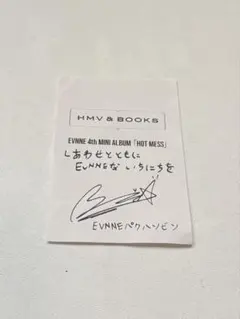 HMV & BOOKS
EVNNE 4th MINI ALBUM「HOT MESS」
しあわせとともに
EVNNEな いちにちを
EVNNEパクハンビン